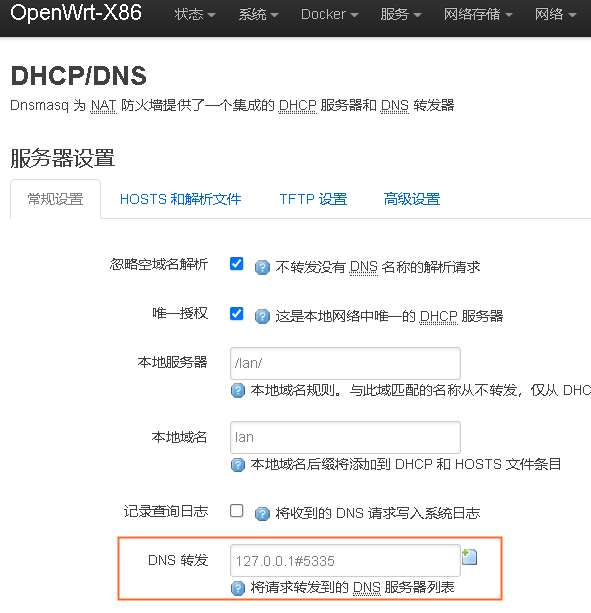 OpenWrt-X86 状态 系统 Docker 服务 网络存储 网络
DHCP/DNS
Dnsmasq 为 NAT 防火墙提供了一个集成的 DHCP 服务器和 DNS 转发器
服务器设置
常规设置 HOSTS 和解析文件 TFTP 设置 高级设置
忽略空域名解析 不转发没有 DNS 名称的解析请求
唯一授权 这是本地网络中唯一的 DHCP 服务器
本地服务器 /lan/
本地域名规则。与此域匹配的名称从不转发，仅从 DHC
本地域名 lan
本地域名后缀将添加到 DHCP 和 HOSTS 文件条目
记录查询日志 将收到的 DNS 请求写入系统日志
DNS 转发 127.0.0.1#5335
将请求转发到的 DNS 服务器列表